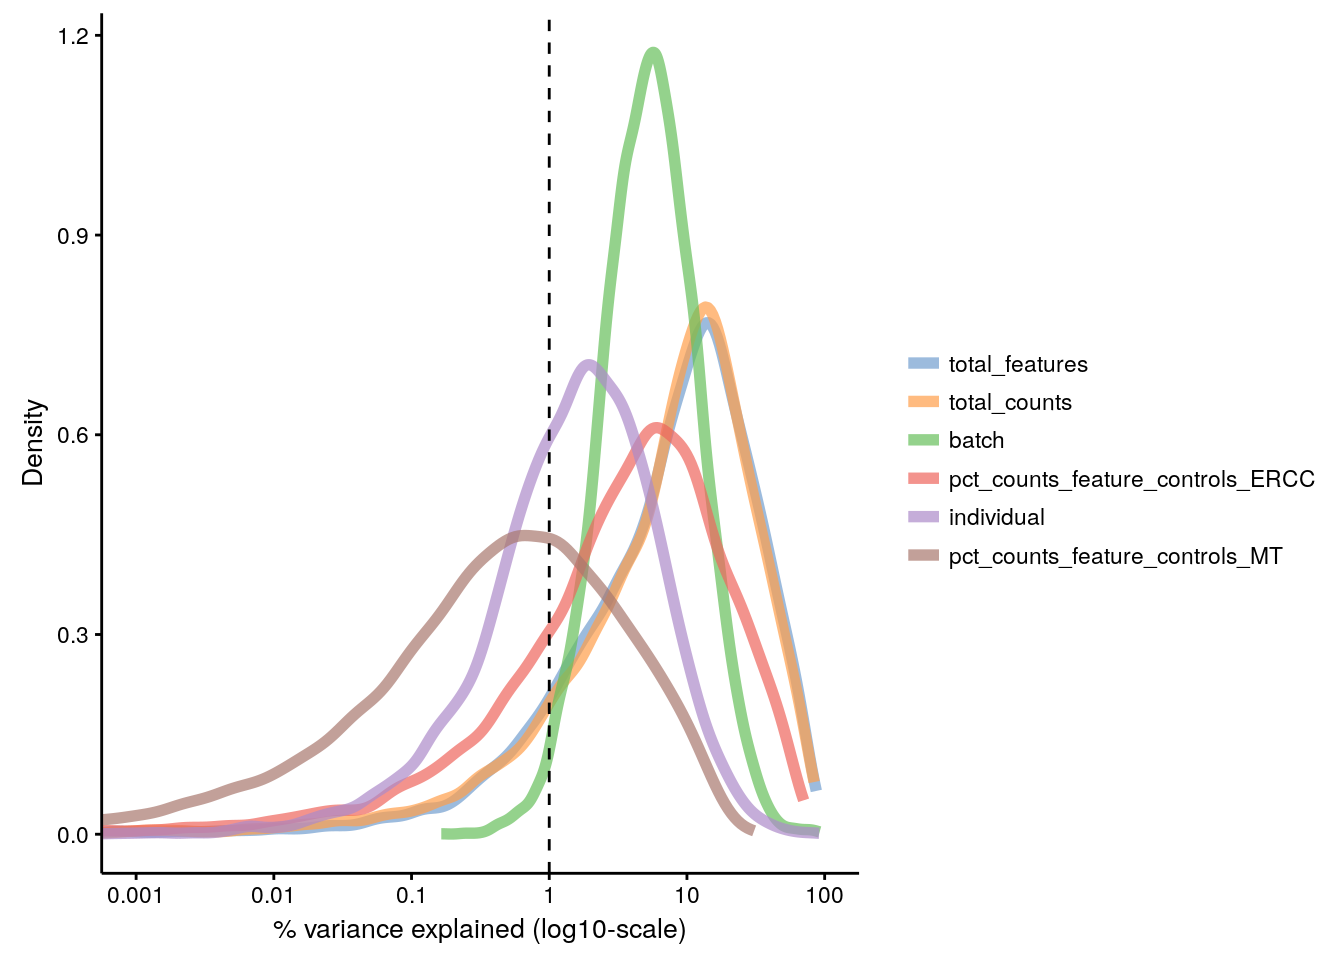 1.2
0.9
0.6
0.3
0.0
Density
0.001
0.01
0.1
1
10
100
% variance explained (log10-scale)
total_features
total_counts
batch
pct_counts_feature_controls_ERCC
individual
pct_counts_feature_controls_MT